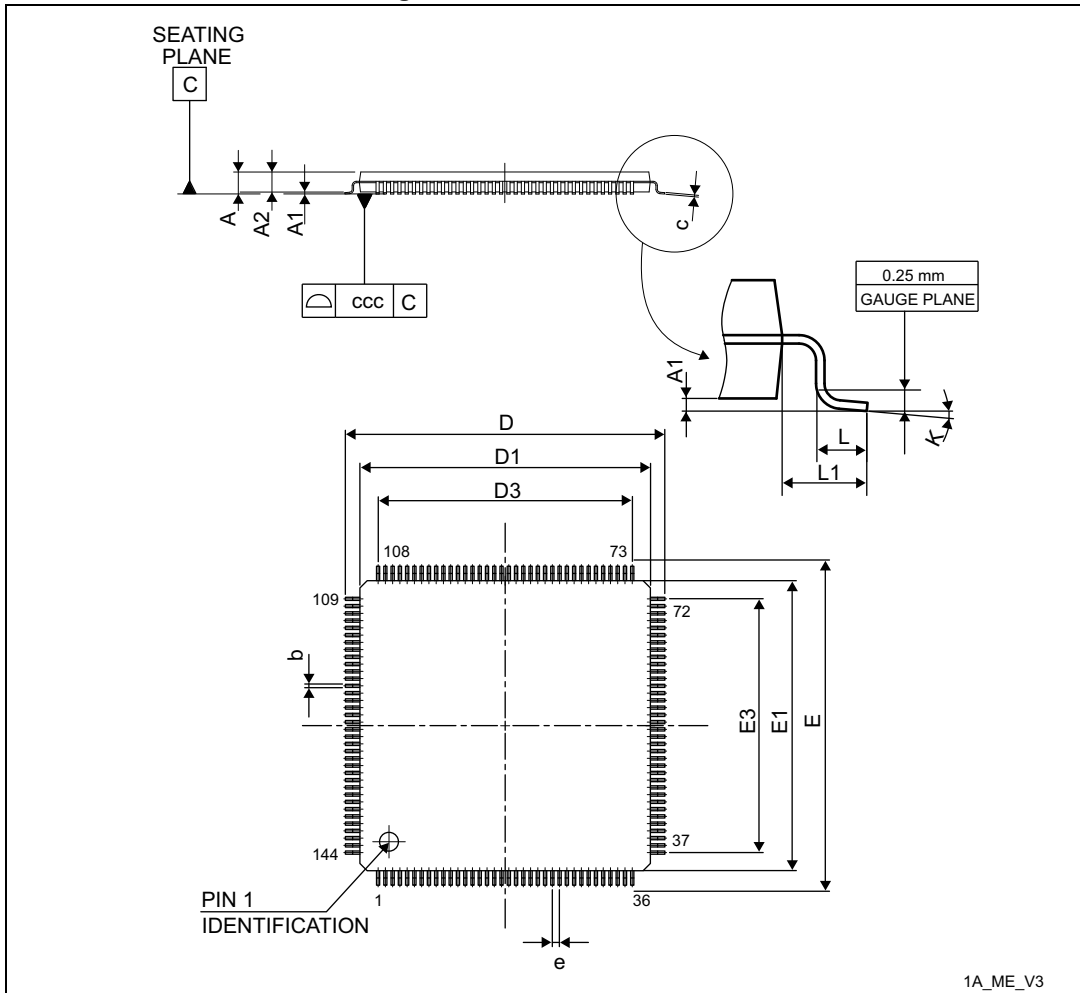 SEATING
PLANE
C
A
A2
A1
c
ccc C
0.25 mm
GAUGE PLANE
A1
K
L
L1
D
D1
D3
108
73
109
72
b
E3
E1
E
144
37
PIN 1
IDENTIFICATION
1
36
e
1A_ME_V3